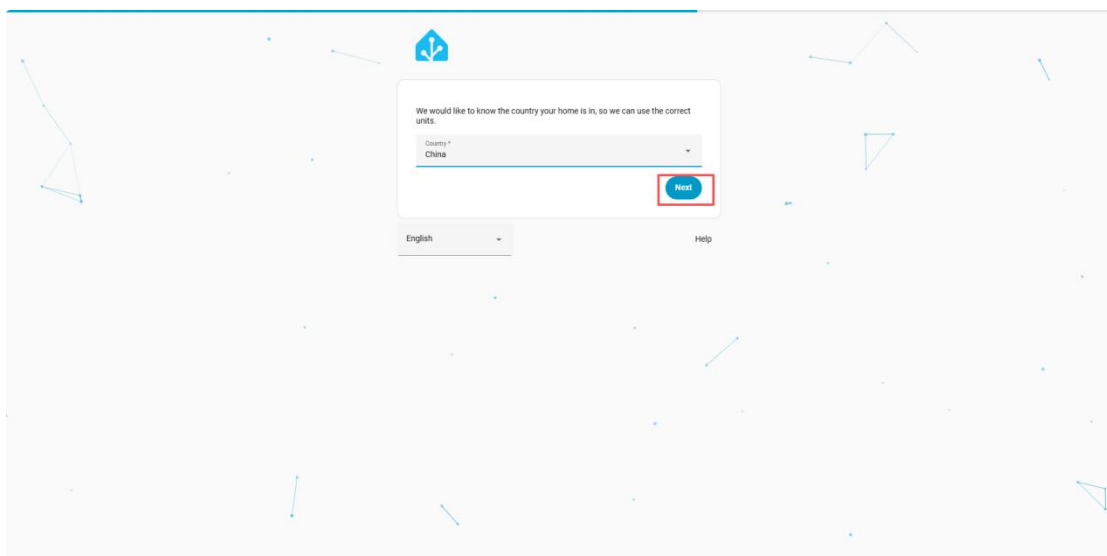 We would like to know the country your home is in, so we can use the correct
units.
Country *
China
Next
English
Help